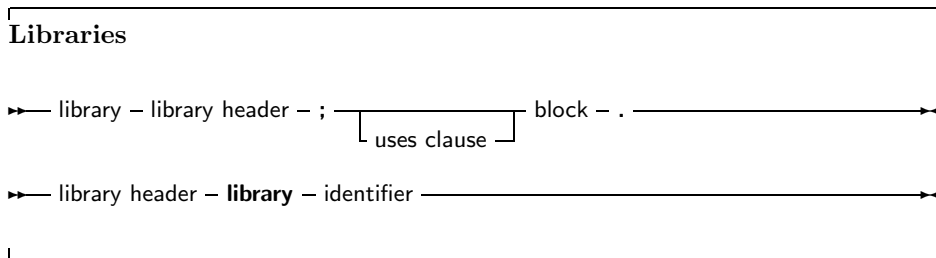 Libraries
library library header ; block .
uses clause
library header library identifier